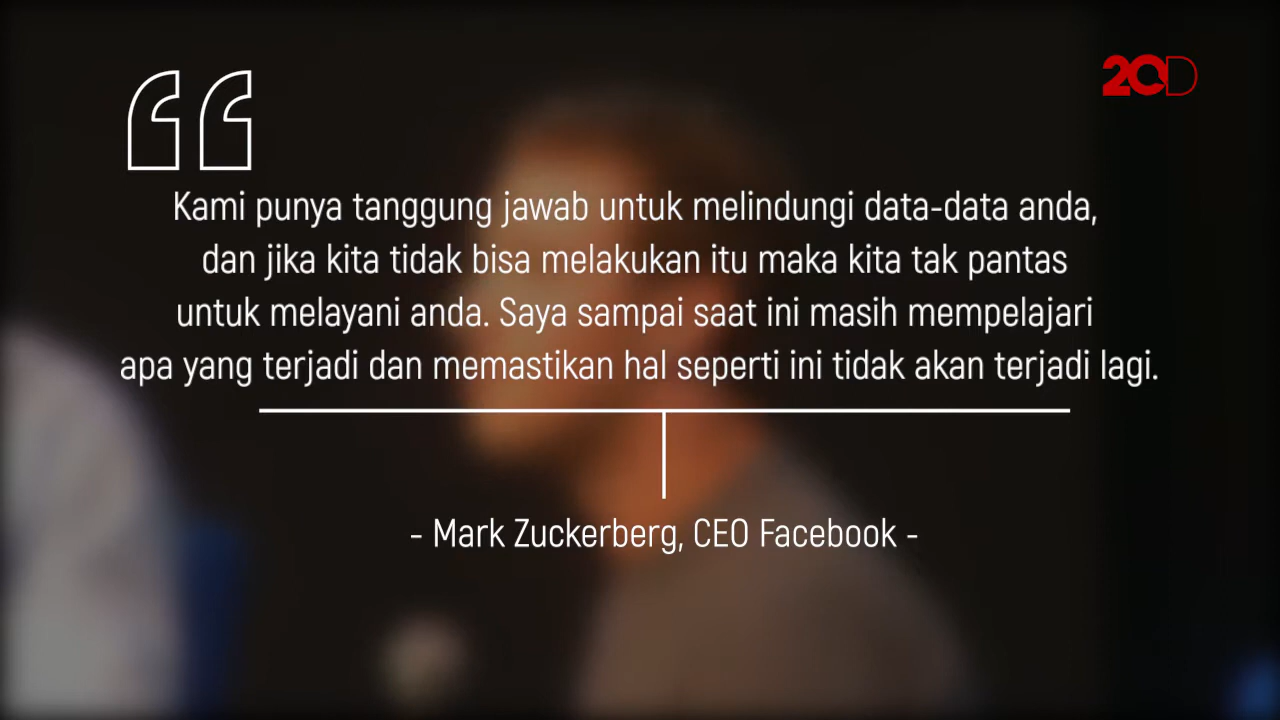 20D
Kami punya tanggung jawab untuk melindungi data-data anda,
dan jika kita tidak bisa melakukan itu maka kita tak pantas
untuk melayani anda. Saya sampai saat ini masih mempelajari
apa yang terjadi dan memastikan hal seperti ini tidak akan terjadi lagi.
- Mark Zuckerberg, CEO Facebook -